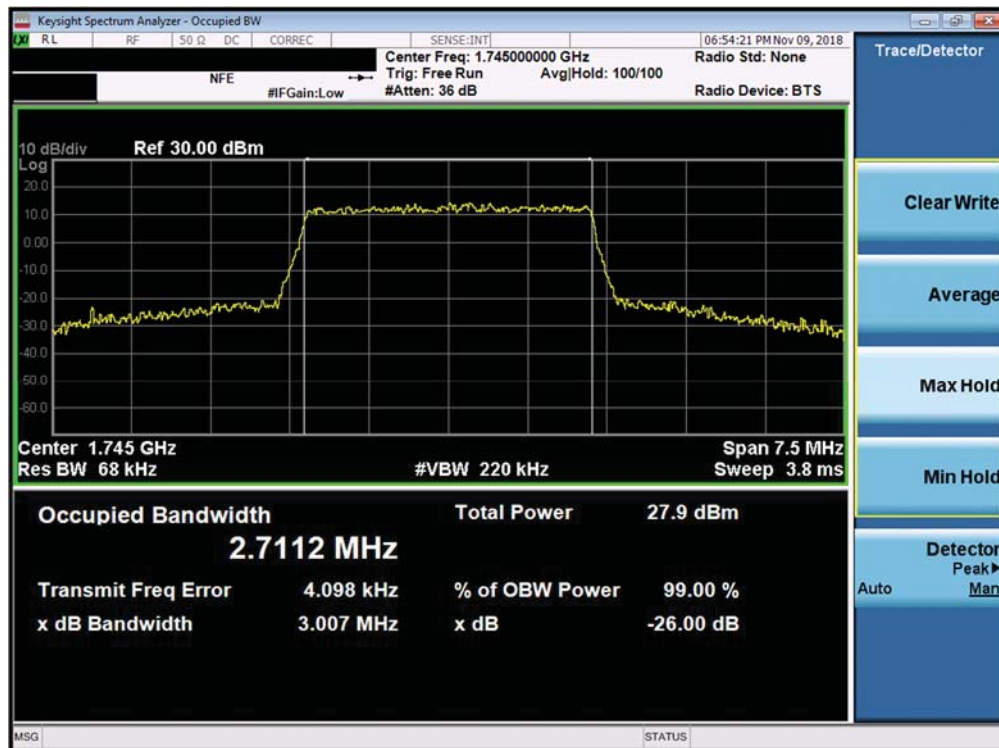 Keysight Spectrum Analyzer - Occupied BW
LXI RL RF 50 Ω DC CORREC SENSE:INT 06:54:21 PM Nov 09, 2018
Center Freq: 1.745000000 GHz Radio Std: None
NFE Trig: Free Run Avg|Hold: 100/100
#IFGain:Low #Atten: 36 dB Radio Device: BTS
Trace/Detector
10 dB/div Ref 30.00 dBm
Log
20.0
10.0
0.00
-10.0
-20.0
-30.0
-40.0
-50.0
-60.0
Center 1.745 GHz Span 7.5 MHz
Res BW 68 kHz #VBW 220 kHz Sweep 3.8 ms
Occupied Bandwidth Total Power 27.9 dBm
2.7112 MHz
Transmit Freq Error 4.098 kHz % of OBW Power 99.00 %
x dB Bandwidth 3.007 MHz x dB -26.00 dB
Clear Write
Average
Max Hold
Min Hold
Detector
Peak▶
Auto Man
MSG STATUS